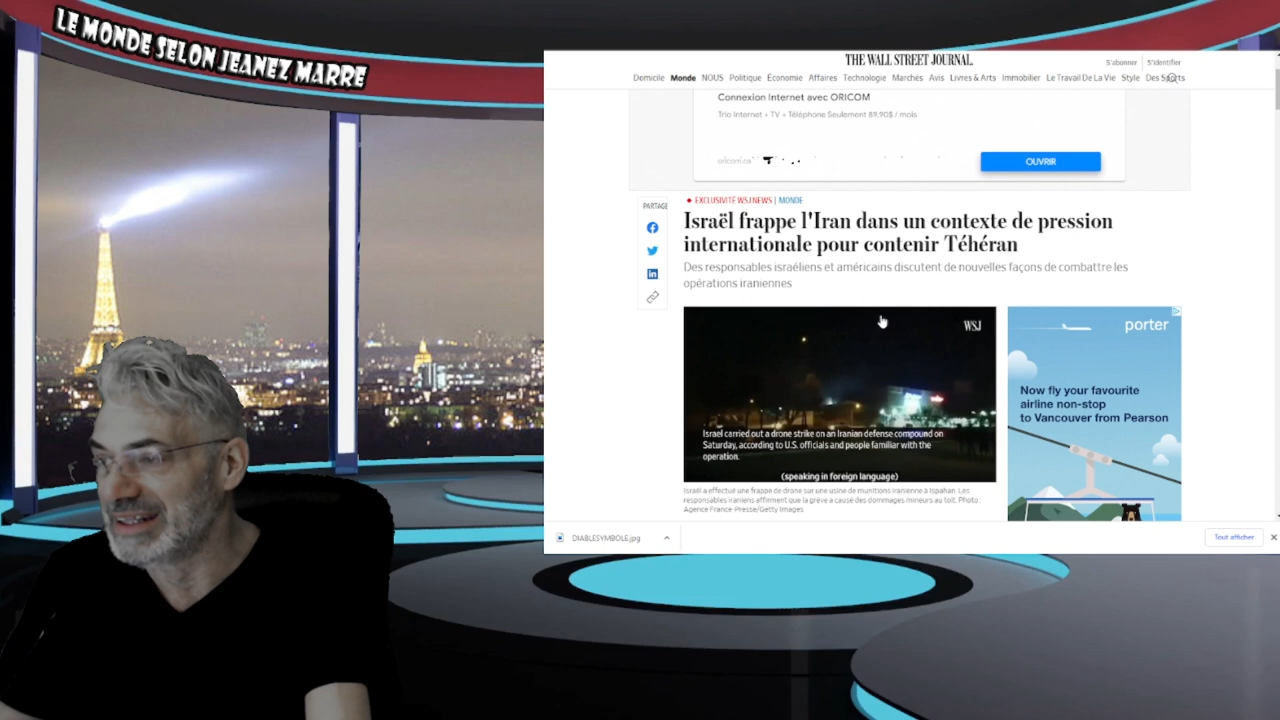 LE MONDE SELON JEANEZ MARRE
THE WALL STREET JOURNAL.
S'abonner S'identifier
Domicile Monde NOUS Politique Économie Affaires Technologie Marchés Avis Livres & Arts Immobilier Le Travail De La Vie Style Des Sports
Connexion Internet avec ORICOM
Trio Internet + TV + Téléphone Seulement 89,90$ / mois
oricom.ca
OUVRIR
PARTAGE
EXCLUSIVITÉ WSJ NEWS | MONDE
Israël frappe l'Iran dans un contexte de pression
internationale pour contenir Téhéran
Des responsables israéliens et américains discutent de nouvelles façons de combattre les
opérations iraniennes
WSJ
Israel carried out a drone strike on an Iranian defense compound on
Saturday, according to U.S. officials and people familiar with the
operation.
(speaking in foreign language)
Israël a effectué une frappe de drone sur une usine de munitions iranienne à Ispahan. Les
responsables iraniens affirment que la grève a causé des dommages mineurs au toit. Photo :
Agence France-Presse/Getty Images
porter
Now fly your favourite
airline non-stop
to Vancouver from Pearson
DIABLESYMBOLE.jpg
Tout afficher